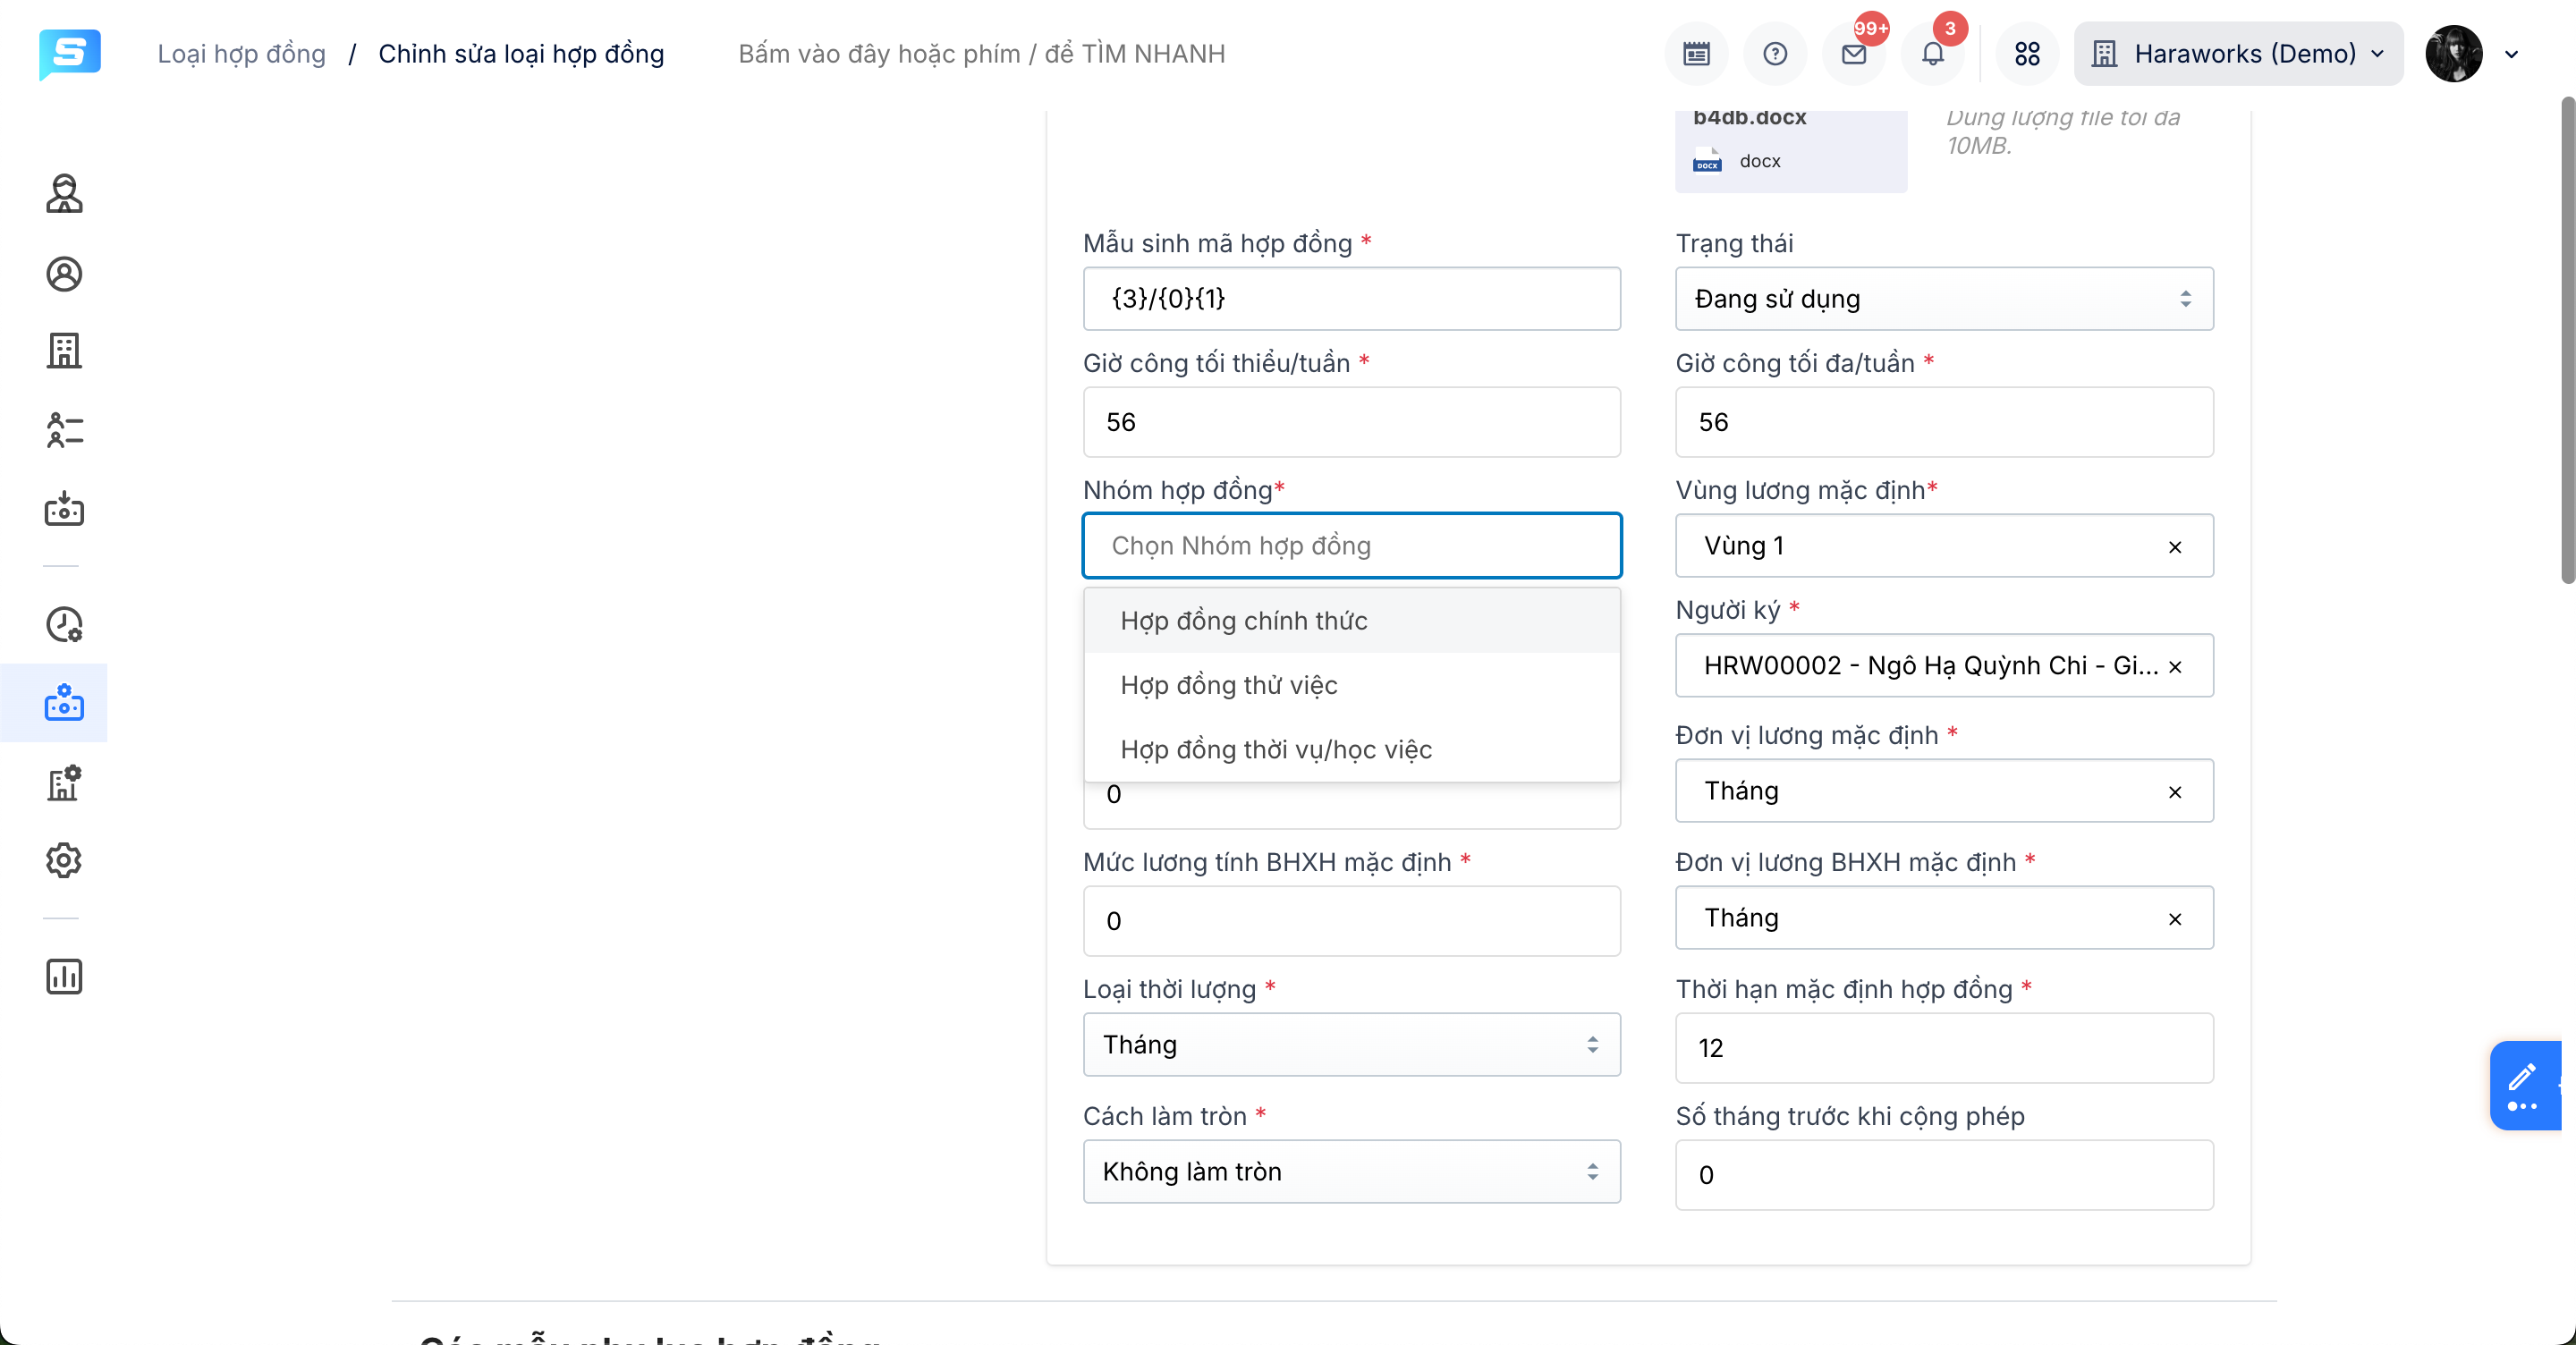 Loại hợp đồng / Chỉnh sửa loại hợp đồng
Bấm vào đây hoặc phím / để TÌM NHANH
99+
3
Haraworks (Demo)
b4db.docx
DOCX
docx
Dung lượng file tối đa
10MB.
Mẫu sinh mã hợp đồng *
{3}/{0}{1}
Trạng thái
Đang sử dụng
Giờ công tối thiểu/tuần *
56
Giờ công tối đa/tuần *
56
Nhóm hợp đồng*
Chọn Nhóm hợp đồng
Hợp đồng chính thức
Hợp đồng thử việc
Hợp đồng thời vụ/học việc
Vùng lương mặc định*
Vùng 1
Người ký *
HRW00002 - Ngô Hạ Quỳnh Chi - Gi...
0
Đơn vị lương mặc định *
Tháng
Mức lương tính BHXH mặc định *
0
Đơn vị lương BHXH mặc định *
Tháng
Loại thời lượng *
Tháng
Thời hạn mặc định hợp đồng *
12
Cách làm tròn *
Không làm tròn
Số tháng trước khi cộng phép
0
Các mẫu phụ lục hợp đồng